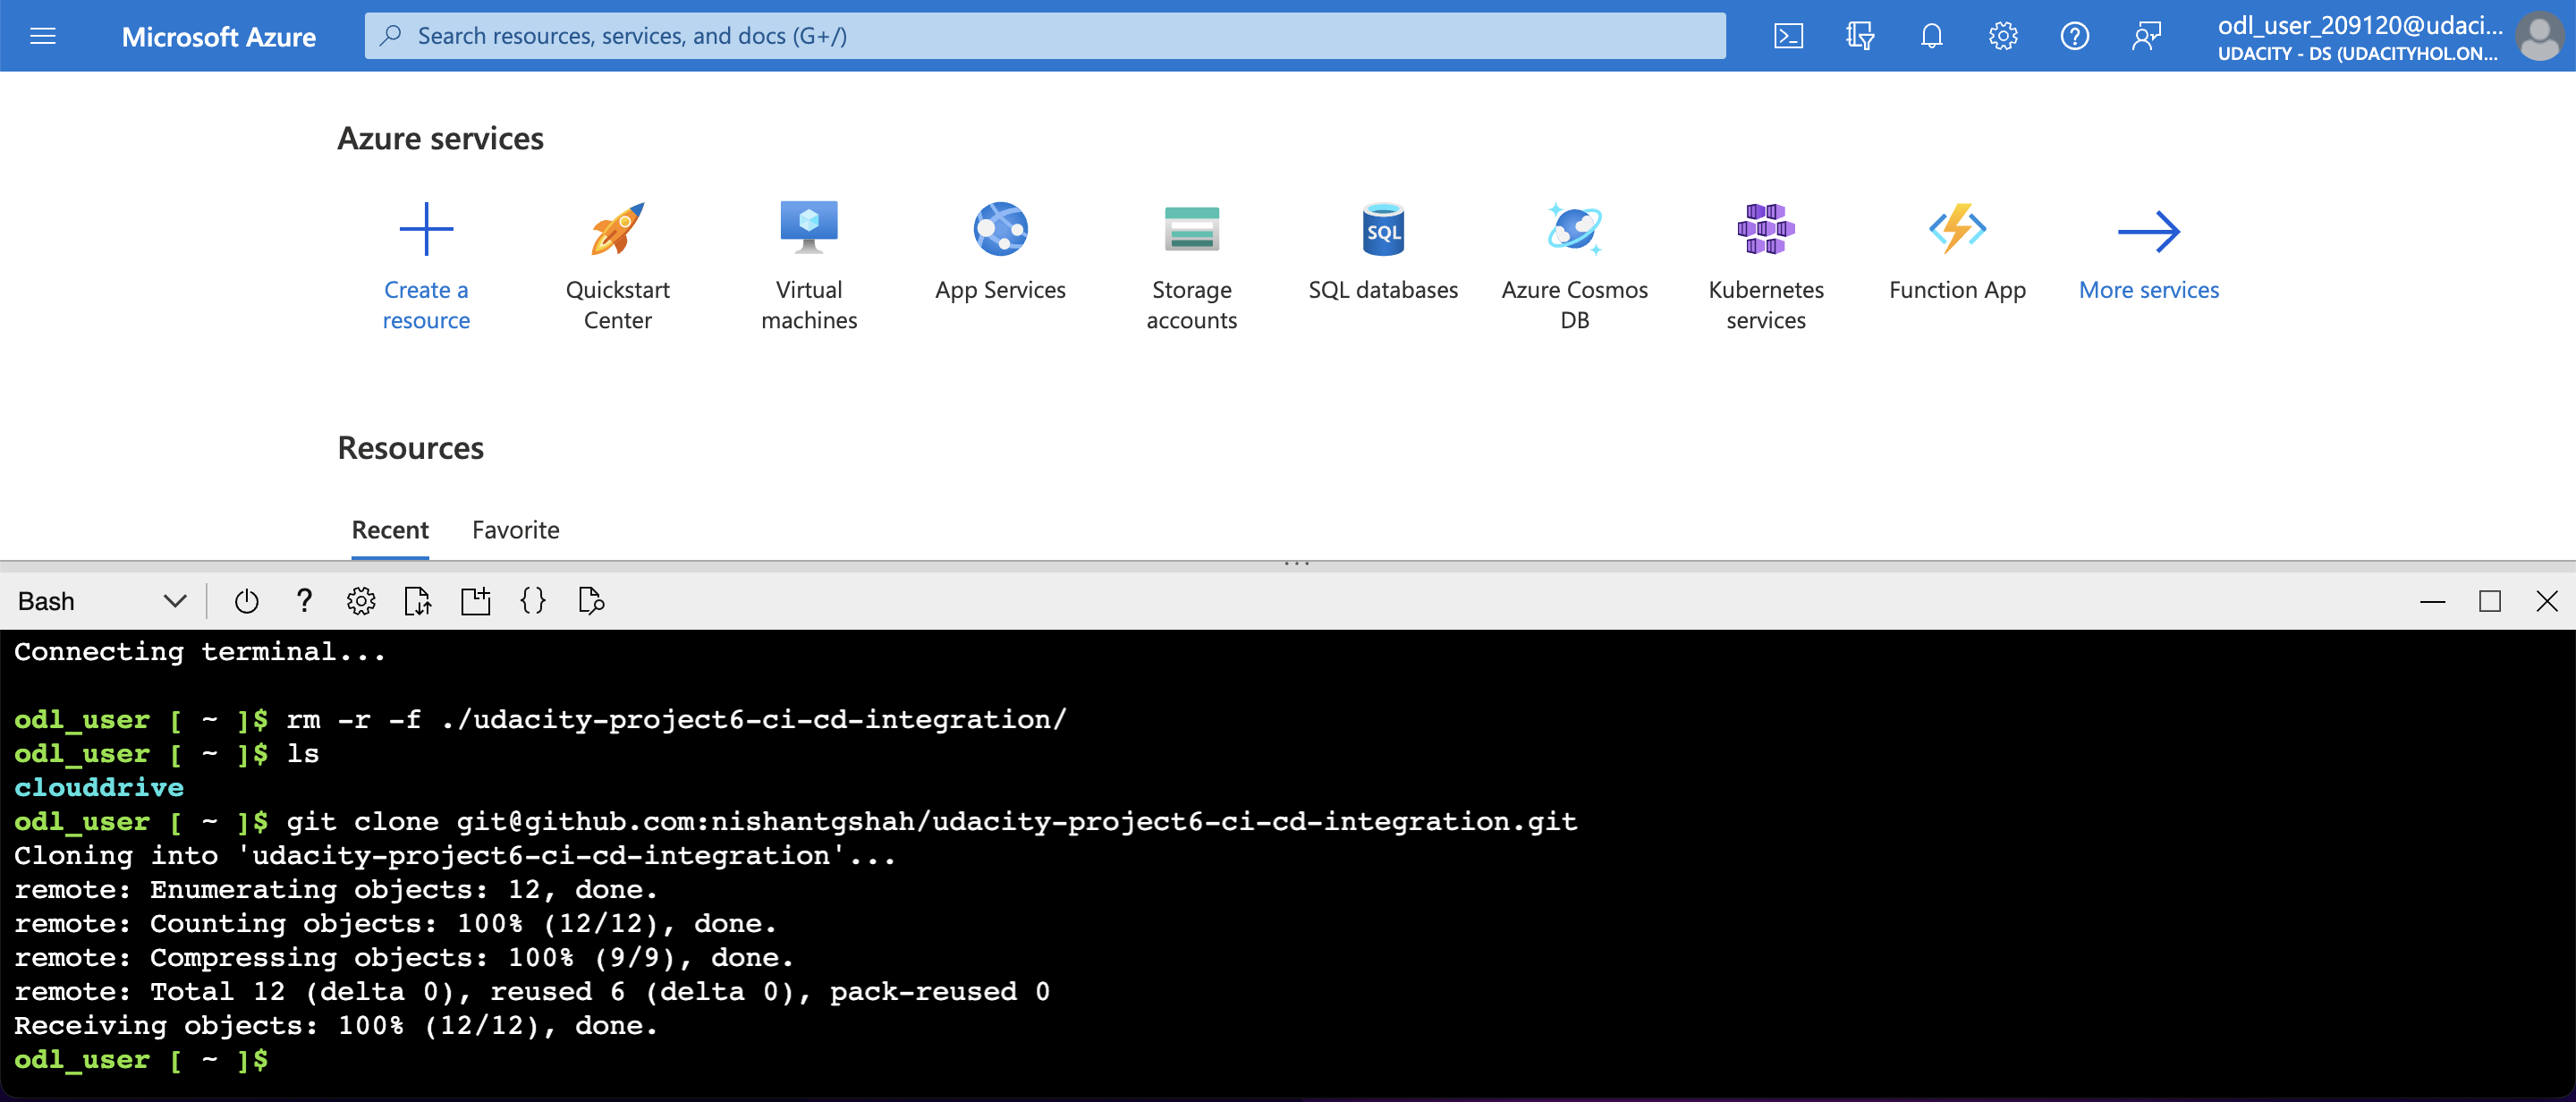 Microsoft Azure
Search resources, services, and docs (G+/)
odl_user_209120@udaci...
UDACITY - DS (UDACITYHOL.ON...
Azure services
Create a
resource
Quickstart
Center
Virtual
machines
App Services
Storage
accounts
SQL
SQL databases
Azure Cosmos
DB
Kubernetes
services
Function App
More services
Resources
Recent
Favorite
Bash
Connecting terminal...
odl_user [ ~ ]$ rm -r -f ./udacity-project6-ci-cd-integration/
odl_user [ ~ ]$ ls
clouddrive
odl_user [ ~ ]$ git clone git@github.com:nishantgshah/udacity-project6-ci-cd-integration.git
Cloning into 'udacity-project6-ci-cd-integration'...
remote: Enumerating objects: 12, done.
remote: Counting objects: 100% (12/12), done.
remote: Compressing objects: 100% (9/9), done.
remote: Total 12 (delta 0), reused 6 (delta 0), pack-reused 0
Receiving objects: 100% (12/12), done.
odl_user [ ~ ]$